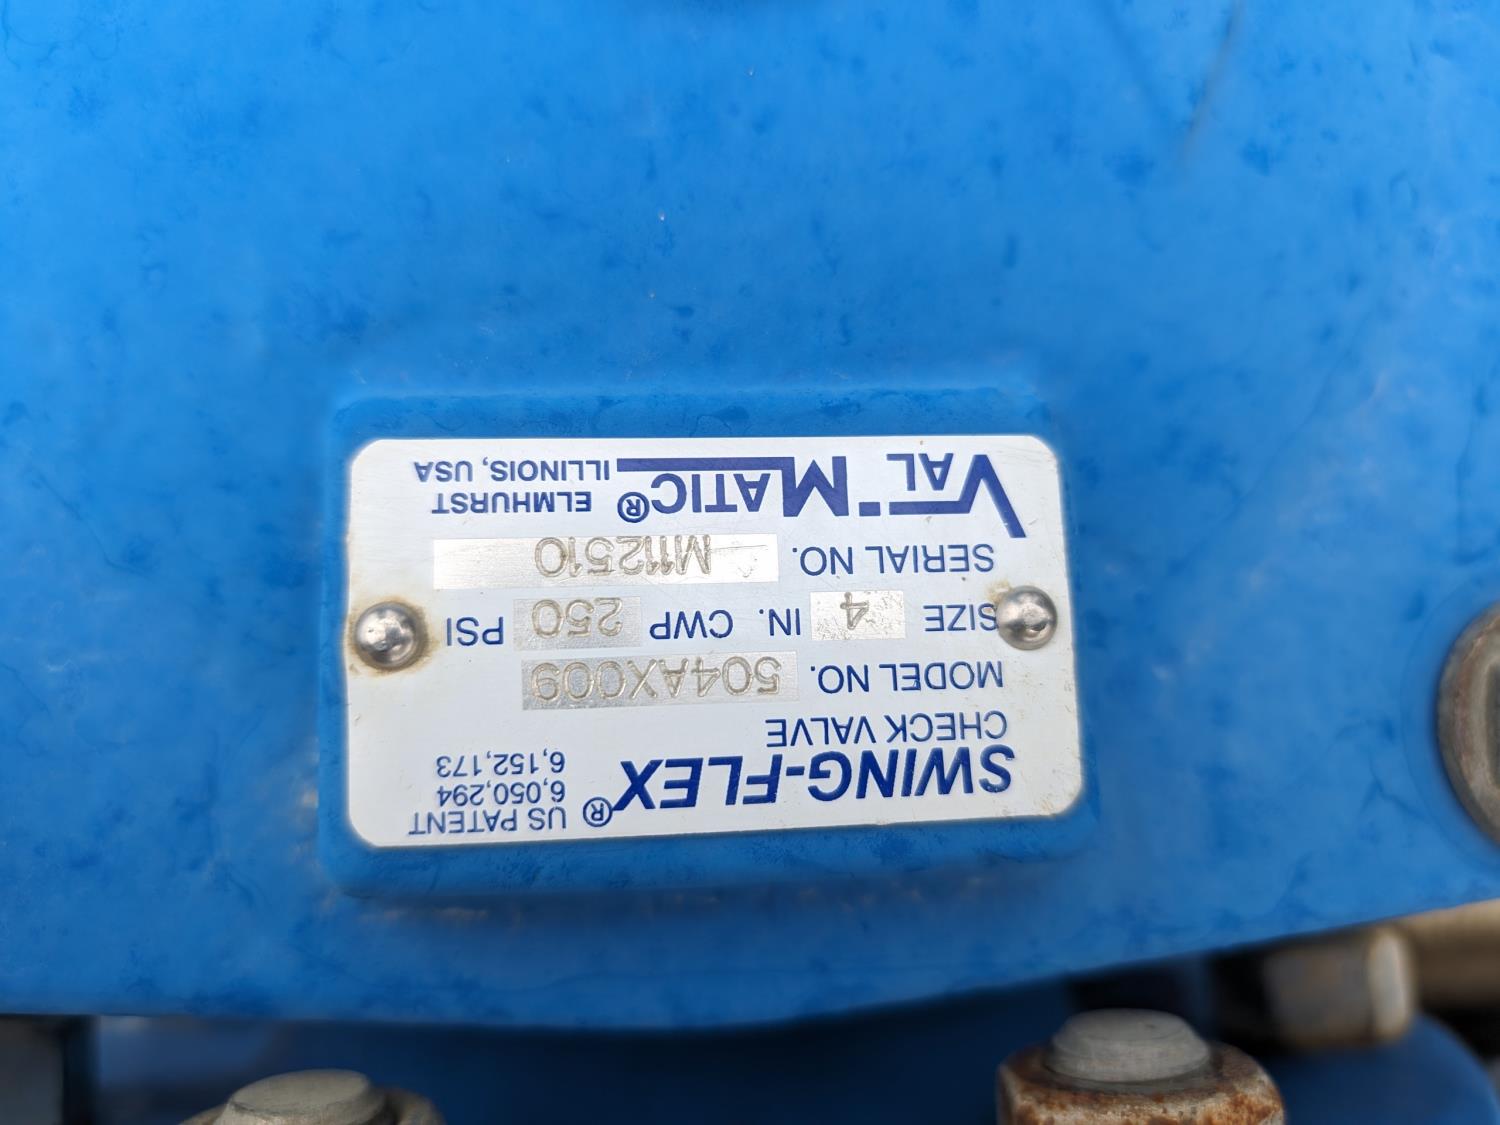 SWING-FLEX® US PATENT
6,050,294
CHECK VALVE 6,152,173
MODEL NO. 504AX009
SIZE 4 IN. CWP 250 PSI
SERIAL NO. M112510
VAL MATIC® ELMHURST
ILLINOIS, USA